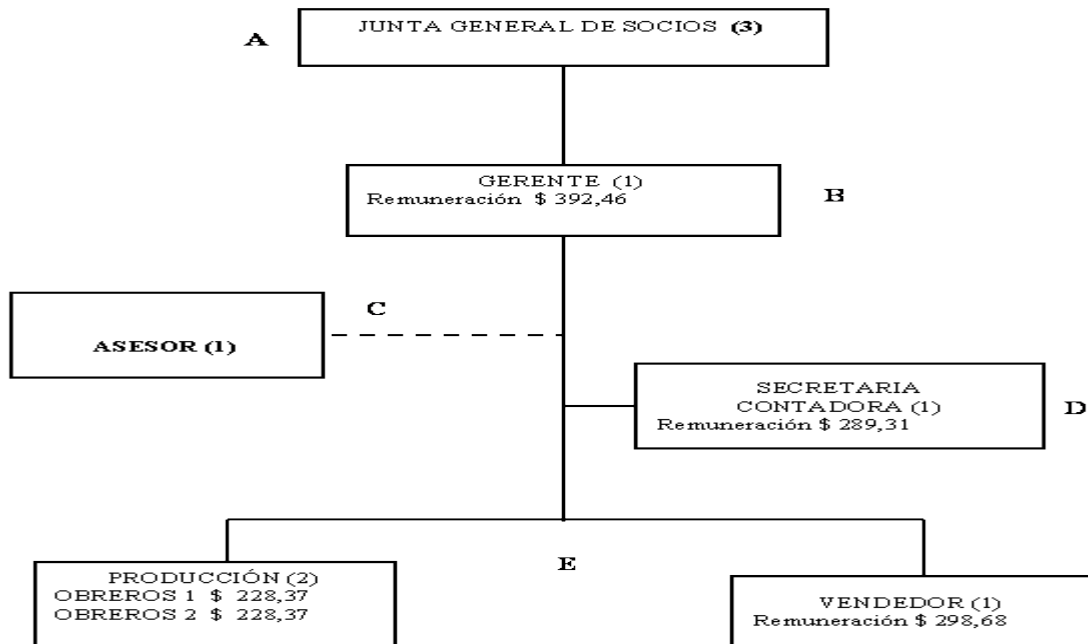 A
JUNTA GENERAL DE SOCIOS (3)
GERENTE (1)
Remuneración $ 392,46
B
C
ASESOR (1)
SECRETARIA
CONTADORA (1)
Remuneración $ 289,31
D
E
PRODUCCIÓN (2)
OBREROS 1 $ 228,37
OBREROS 2 $ 228,37
VENDEDOR (1)
Remuneración $ 298,68